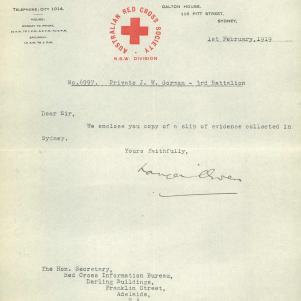 TELEPHONE: CITY 1014.
HOURS:
AUSTRALIAN RED CROSS SOCIETY
N.S.W. DIVISION
DALTON HOUSE,
115 PITT STREET,
SYDNEY,
1st February, 1919
No. 6997. Private J. W. Gorman - 3rd Battalion
Dear Sir,
We enclose you copy of a slip of evidence collected in
Sydney.
Yours faithfully,
The Hon. Secretary,
Red Cross Information Bureau,
Darling Buildings,
Franklin Street,
Adelaide,
S.A.